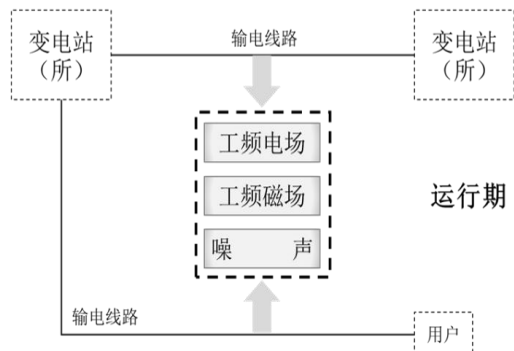 变电站
（所）
输电线路
变电站
（所）
工频电场
工频磁场
噪 声
运行期
输电线路
用户